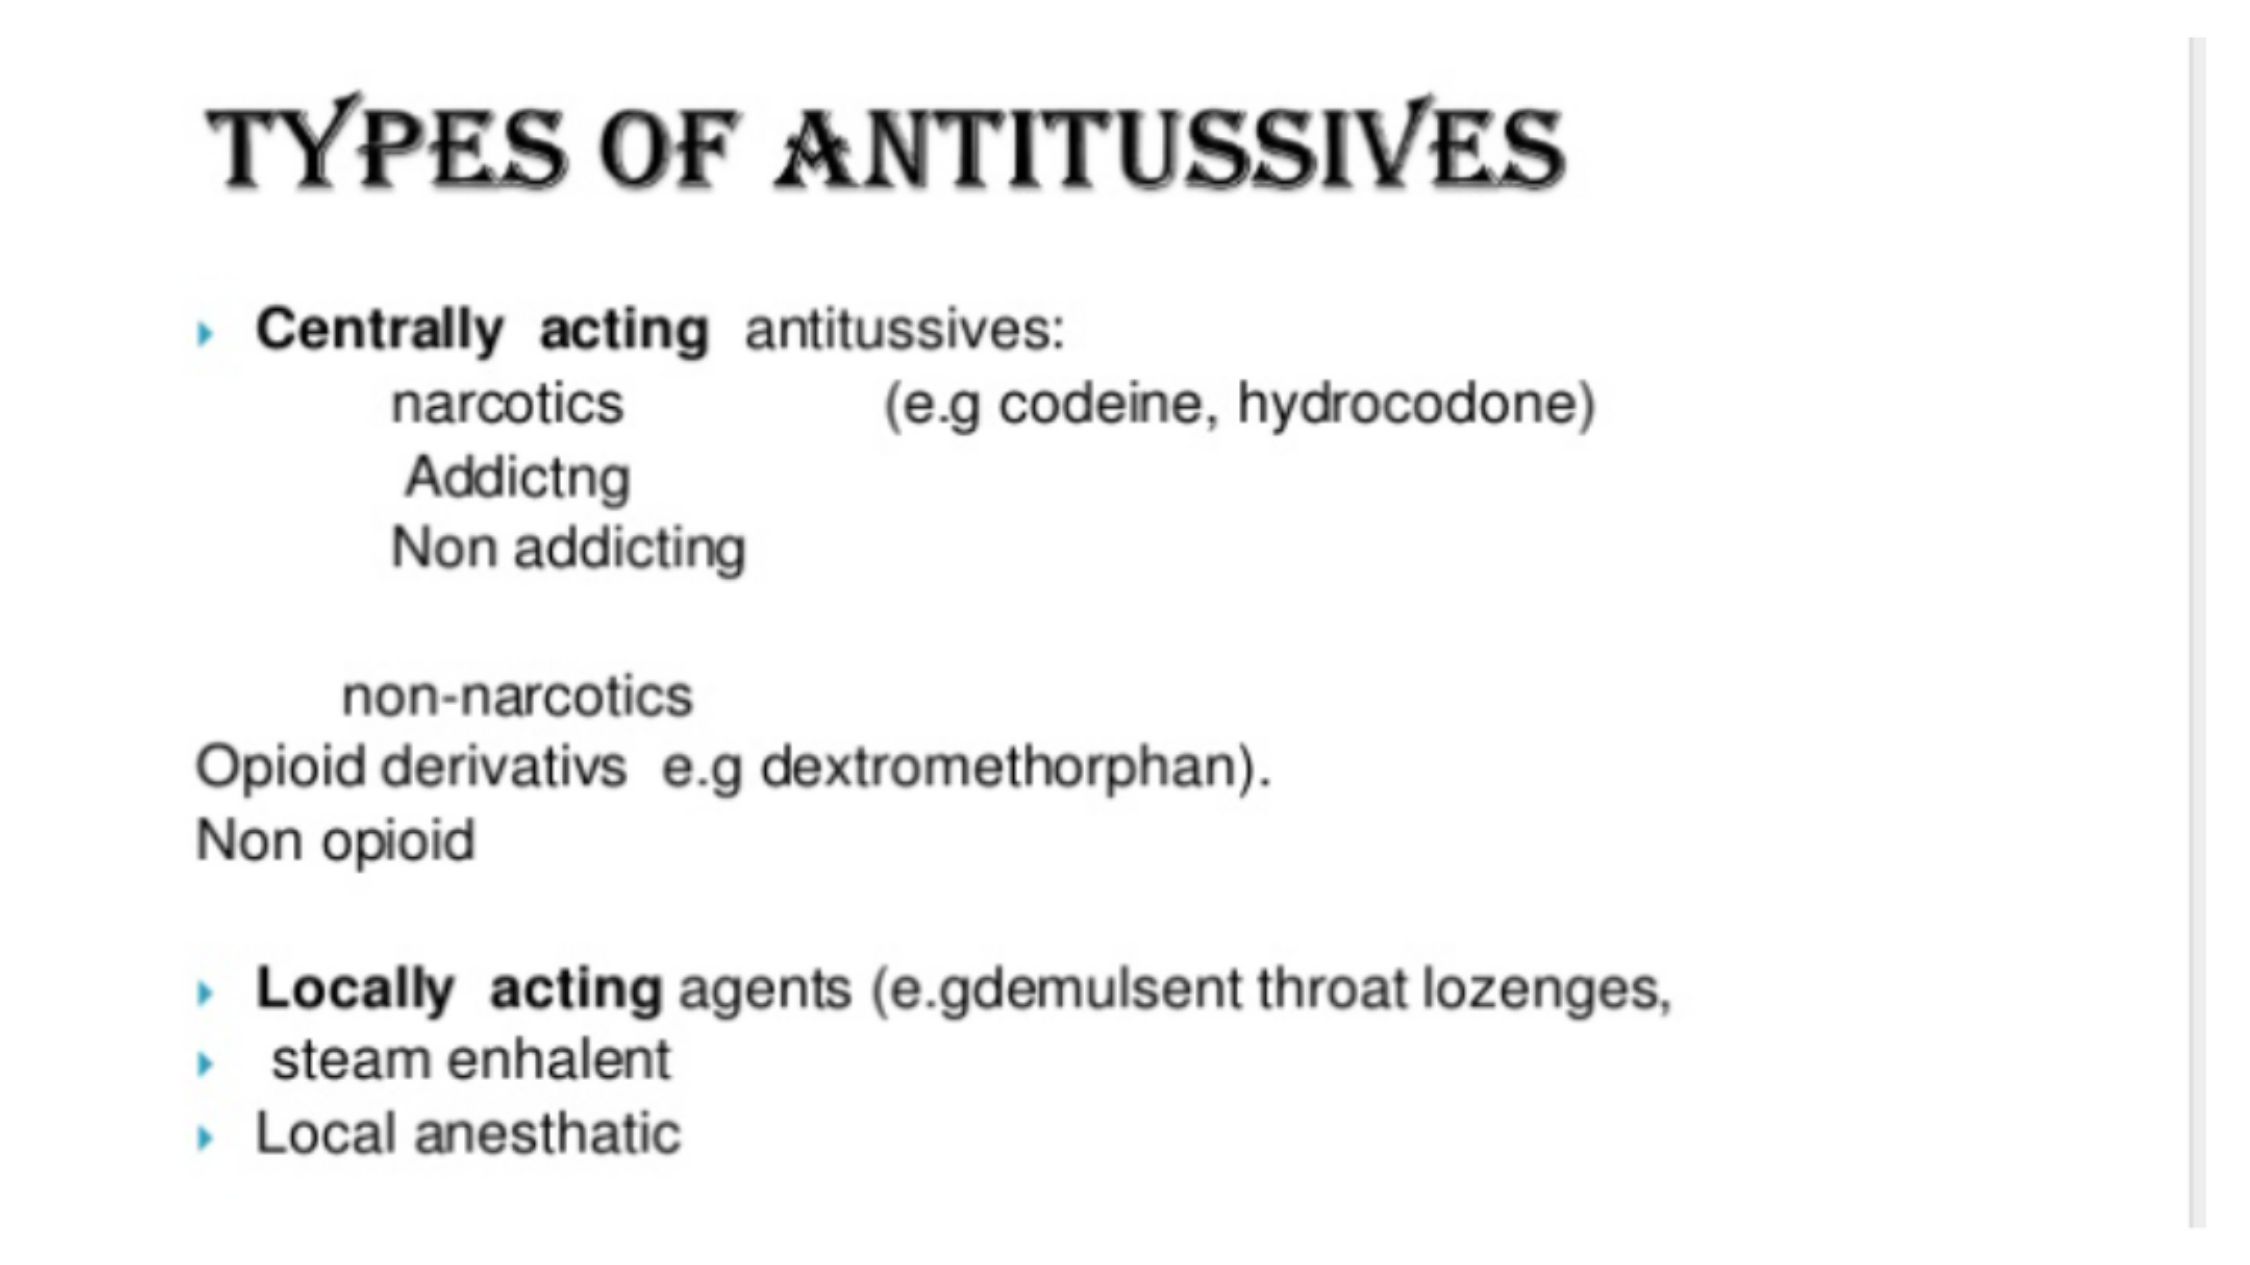 TYPES OF ANTITUSSIVES
Centrally acting antitussives:
narcotics (e.g codeine, hydrocodone)
Addictng
Non addicting
non-narcotics
Opioid derivativs e.g dextromethorphan).
Non opioid
Locally acting agents (e.gdemulsent throat lozenges,
steam enhalent
Local anesthatic